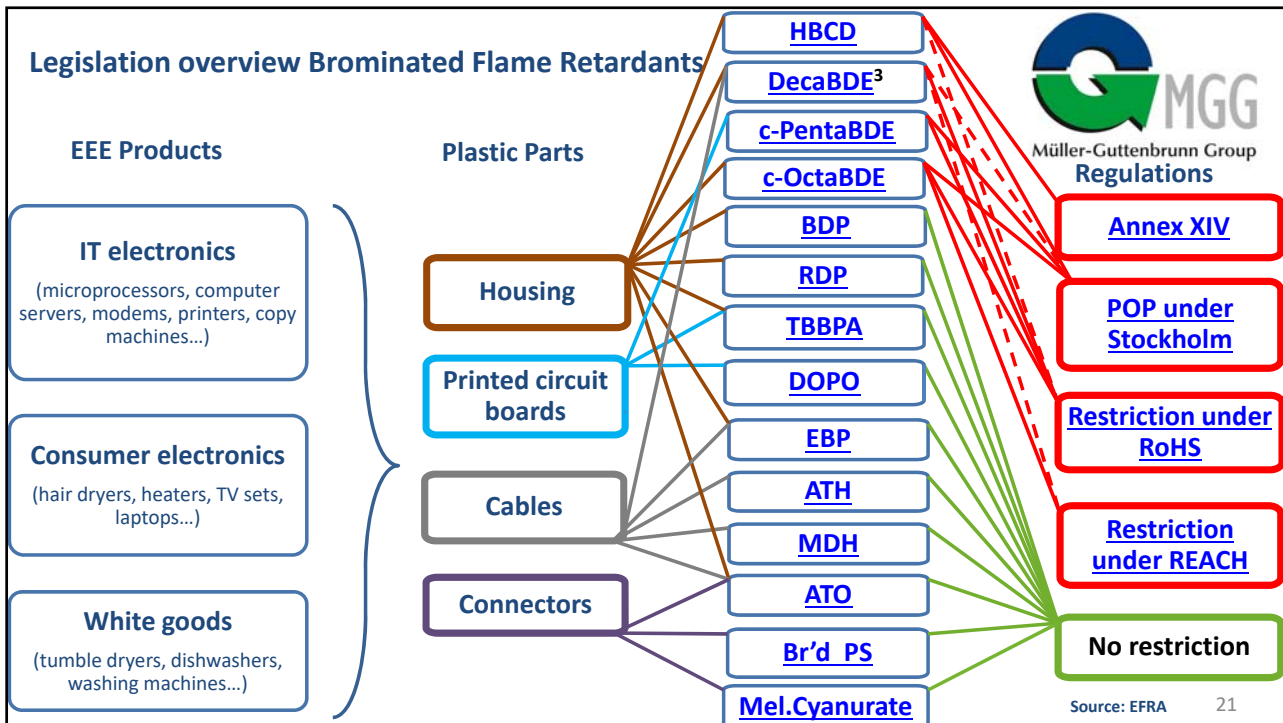 Legislation overview Brominated Flame Retardants
EEE Products
IT electronics
(microprocessors, computer
servers, modems, printers, copy
machines...)
Consumer electronics
(hair dryers, heaters, TV sets,
laptops...)
White goods
(tumble dryers, dishwashers,
washing machines...)
Plastic Parts
Housing
Printed circuit
boards
Cables
Connectors
HBCD
DecaBDE³
c-PentaBDE
c-OctaBDE
BDP
RDP
TBBPA
DOPO
EBP
ATH
MDH
ATO
Br’d PS
Mel.Cyanurate
MGG
Müller-Guttenbrunn Group
Regulations
Annex XIV
POP under
Stockholm
Restriction under
RoHS
Restriction
under REACH
No restriction
Source: EFRA 21